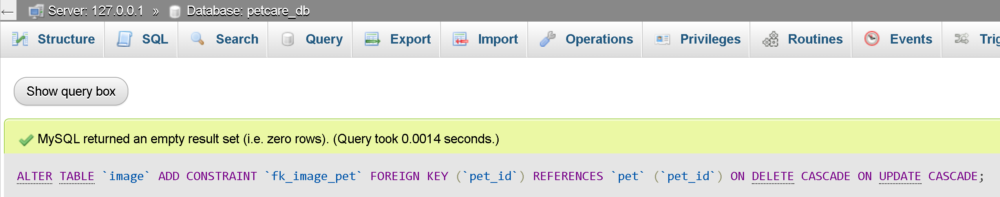 ← Server: 127.0.0.1 » Database: petcare_db
Structure SQL Search Query Export Import Operations Privileges Routines Events
Show query box
MySQL returned an empty result set (i.e. zero rows). (Query took 0.0014 seconds.)
ALTER TABLE `image` ADD CONSTRAINT `fk_image_pet` FOREIGN KEY (`pet_id`) REFERENCES `pet` (`pet_id`) ON DELETE CASCADE ON UPDATE CASCADE;